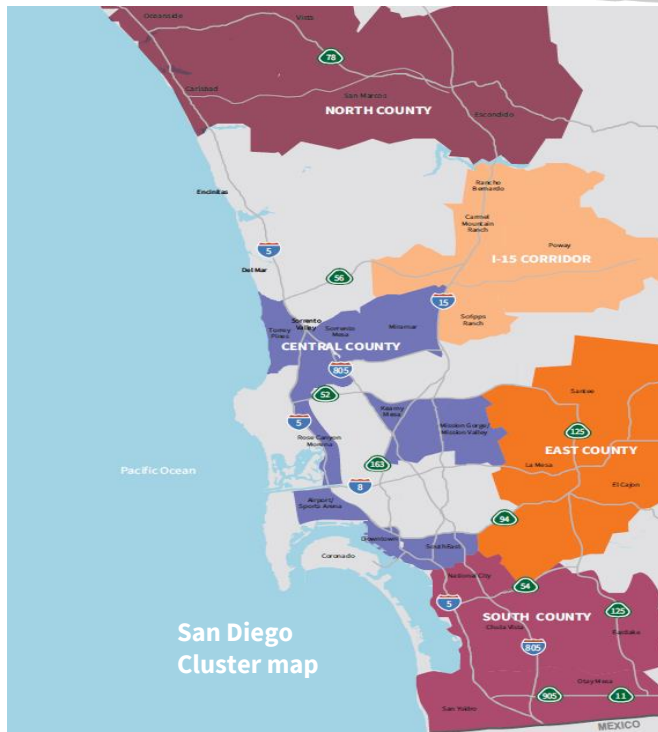 Oceanside
Vista
78
Carlsbad
San Marcos
NORTH COUNTY
Escondido
Rancho
Bernardo
Encinitas
Carmel
Mountain
Ranch
Poway
5
I-15 CORRIDOR
Del Mar
56
15
Scripps
Ranch
Sorrento
Valley
Torrey
Pines
Sorrento
Mesa
Miramar
CENTRAL COUNTY
805
52
Santee
Kearny
Mesa
5
Mission Gorge/
Mission Valley
125
Rose Canyon
Morena
EAST COUNTY
163
La Mesa
Pacific Ocean
8
El Cajon
Airport/
Sports Arena
94
Downtown
Southeast
Coronado
National City
54
5
125
SOUTH COUNTY
Chula Vista
Eastlake
San Diego
Cluster map
805
Otay Mesa
905
11
San Ysidro
MEXICO